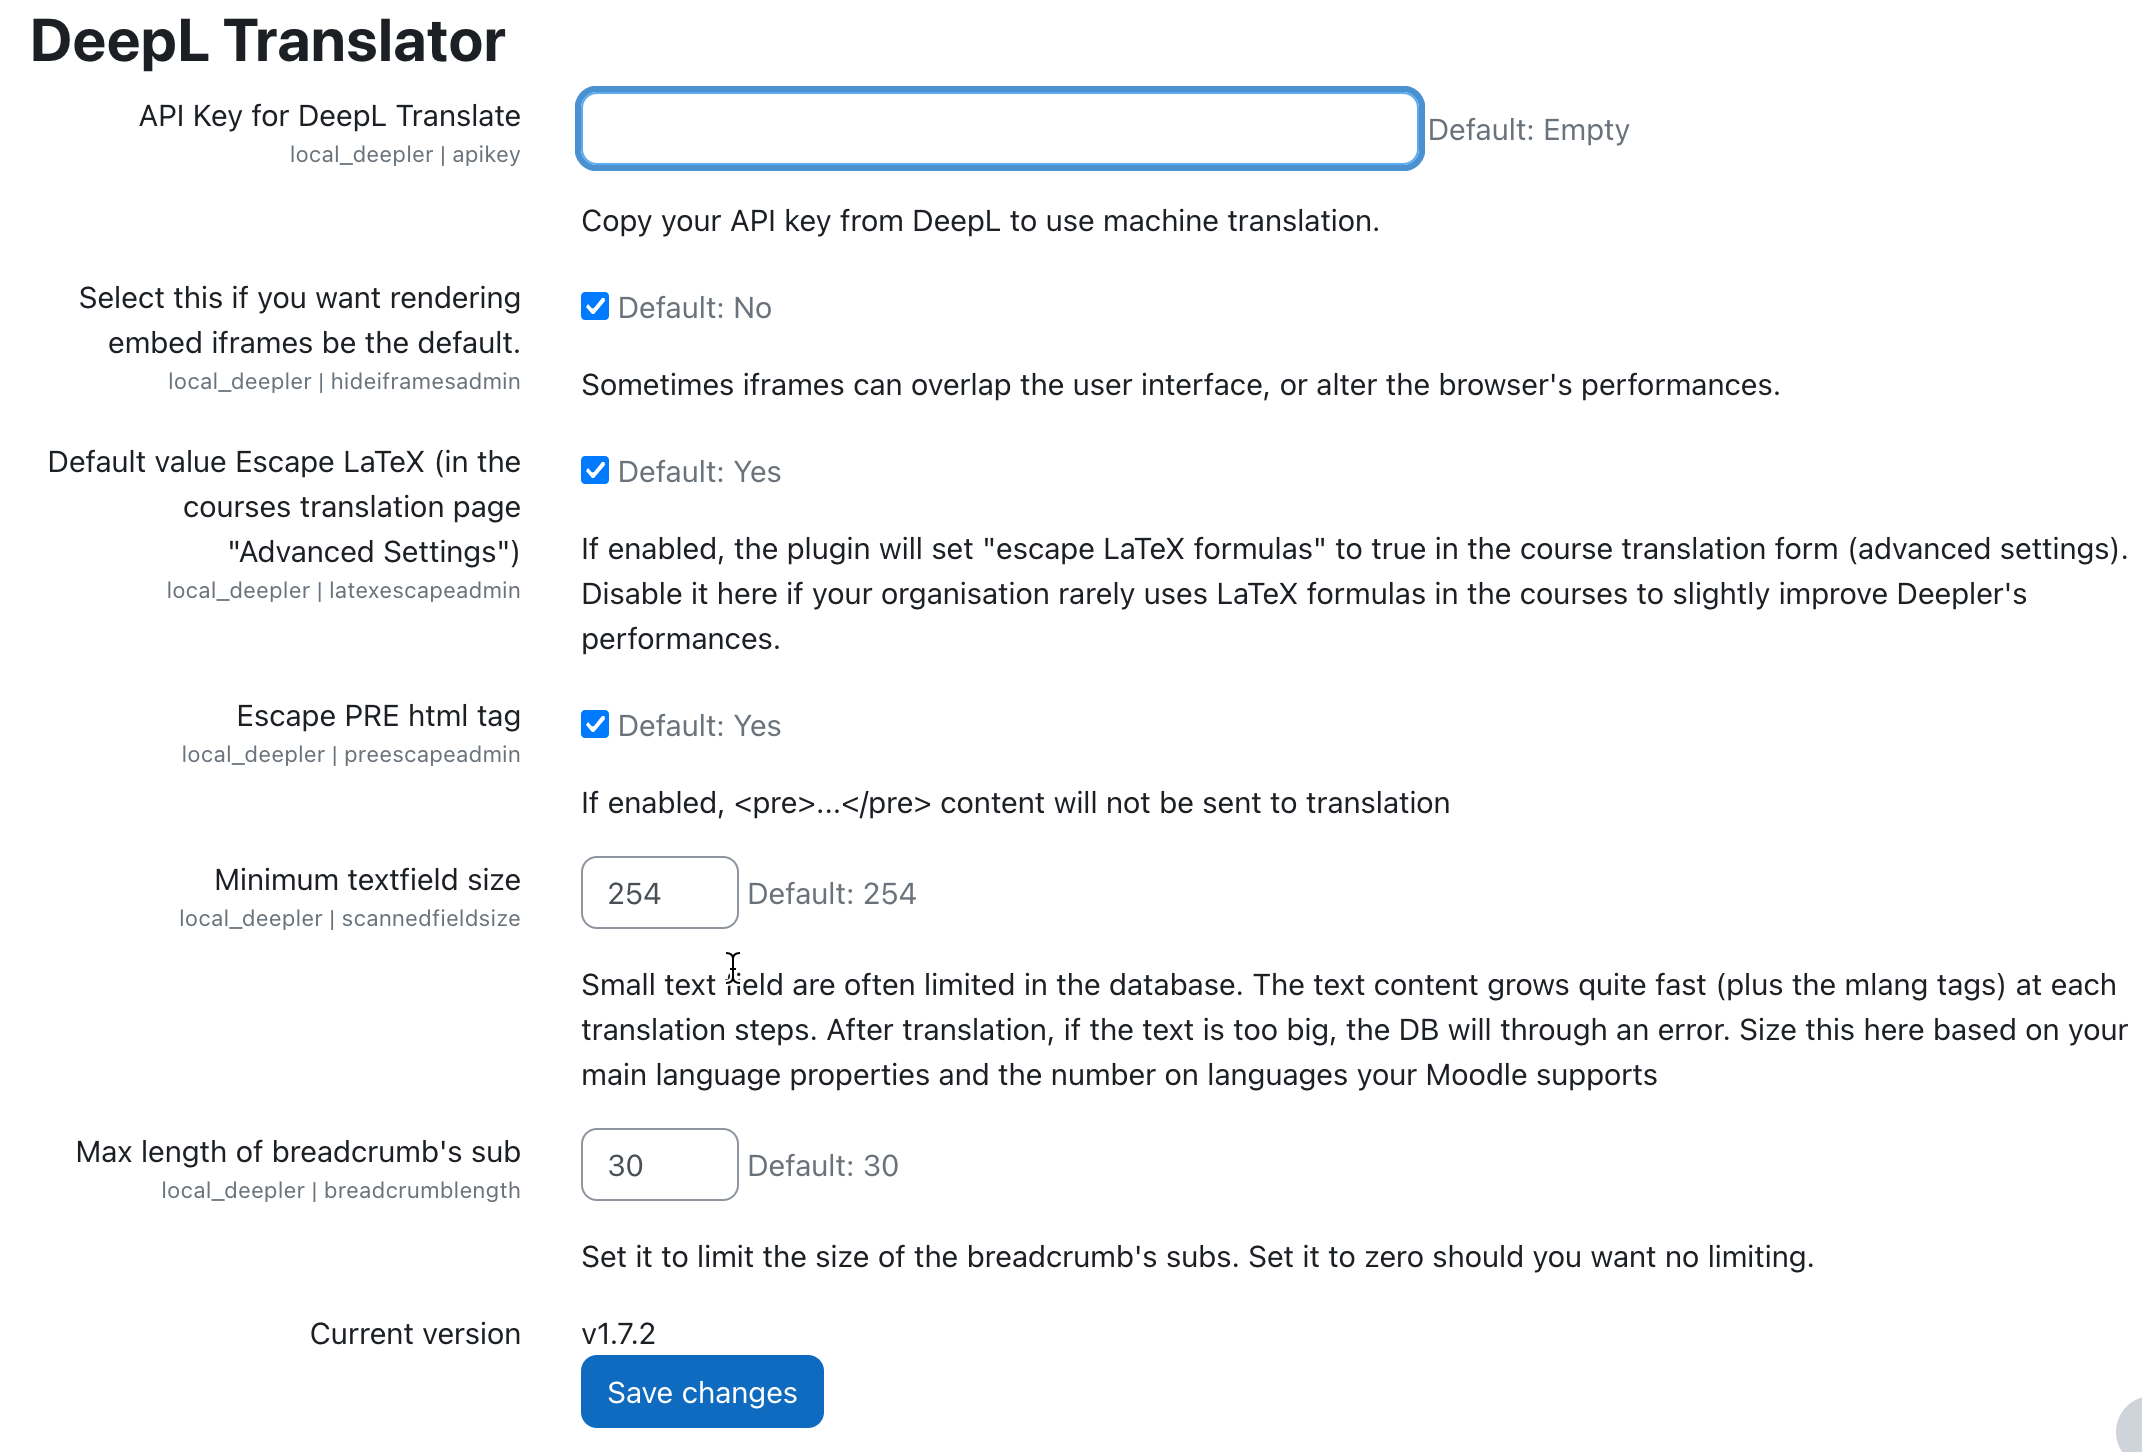 DeepL Translator
API Key for DeepL Translate
local_deepler | apikey
Default: Empty
Copy your API key from DeepL to use machine translation.
Select this if you want rendering
embed iframes be the default.
local_deepler | hideiframesadmin
Default: No
Sometimes iframes can overlap the user interface, or alter the browser's performances.
Default value Escape LaTeX (in the
courses translation page
"Advanced Settings")
local_deepler | latexescapeadmin
Default: Yes
If enabled, the plugin will set "escape LaTeX formulas" to true in the course translation form (advanced settings).
Disable it here if your organisation rarely uses LaTeX formulas in the courses to slightly improve Deepler's
performances.
Escape PRE html tag
local_deepler | preescapeadmin
Default: Yes
If enabled, <pre>...</pre> content will not be sent to translation
Minimum textfield size
local_deepler | scannedfieldsize
254
Default: 254
Small text field are often limited in the database. The text content grows quite fast (plus the mlang tags) at each
translation steps. After translation, if the text is too big, the DB will through an error. Size this here based on your
main language properties and the number on languages your Moodle supports
Max length of breadcrumb's sub
local_deepler | breadcrumblength
30
Default: 30
Set it to limit the size of the breadcrumb's subs. Set it to zero should you want no limiting.
Current version
v1.7.2
Save changes